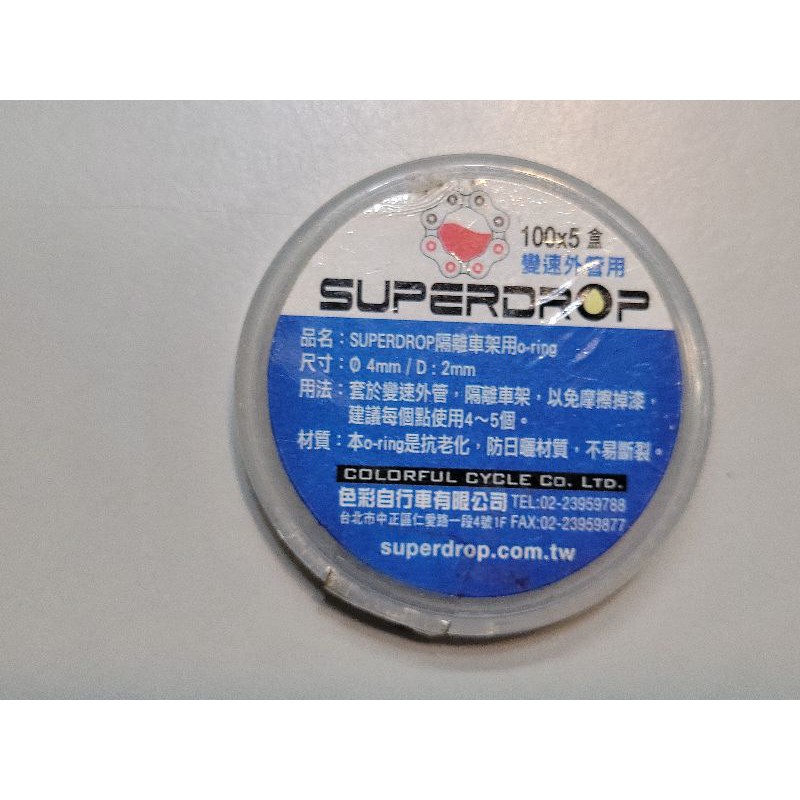 100x5 盒
變速外管用
SUPERDROP
品名：SUPERDROP隔離車架用o-ring
尺寸：Ø 4mm / D : 2mm
用法：套於變速外管，隔離車架，以免摩擦掉漆，
建議每個點使用4～5個。
材質：本o-ring是抗老化，防日曬材質，不易斷裂。
COLORFUL CYCLE CO. LTD.
色彩自行車有限公司 TEL:02-23959788
台北市中正區仁愛路一段4號1F FAX:02-23959877
superdrop.com.tw